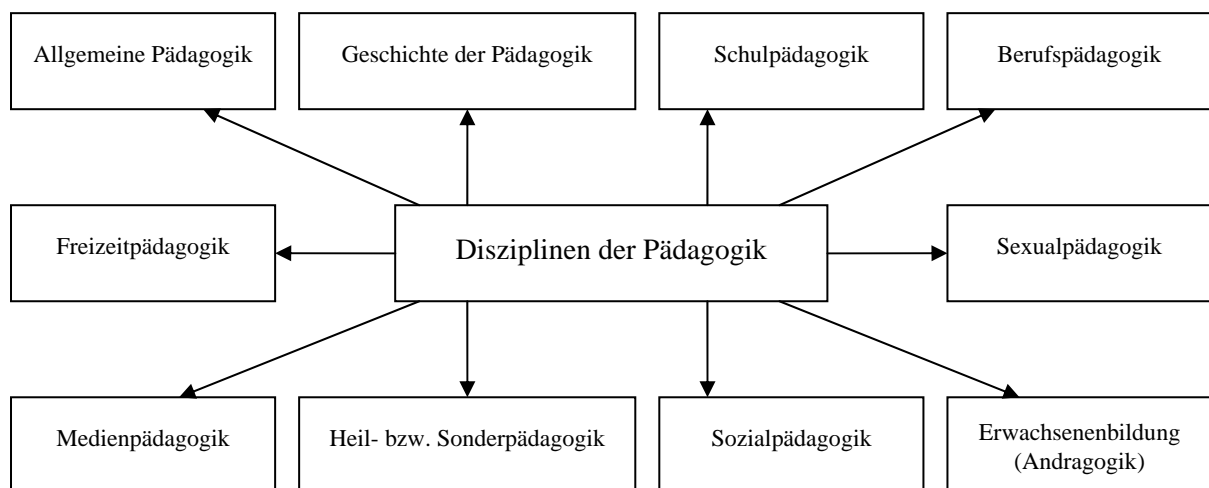 Allgemeine Pädagogik
Geschichte der Pädagogik
Schulpädagogik
Berufspädagogik
Freizeitpädagogik
Disziplinen der Pädagogik
Sexualpädagogik
Medienpädagogik
Heil- bzw. Sonderpädagogik
Sozialpädagogik
Erwachsenenbildung
(Andragogik)